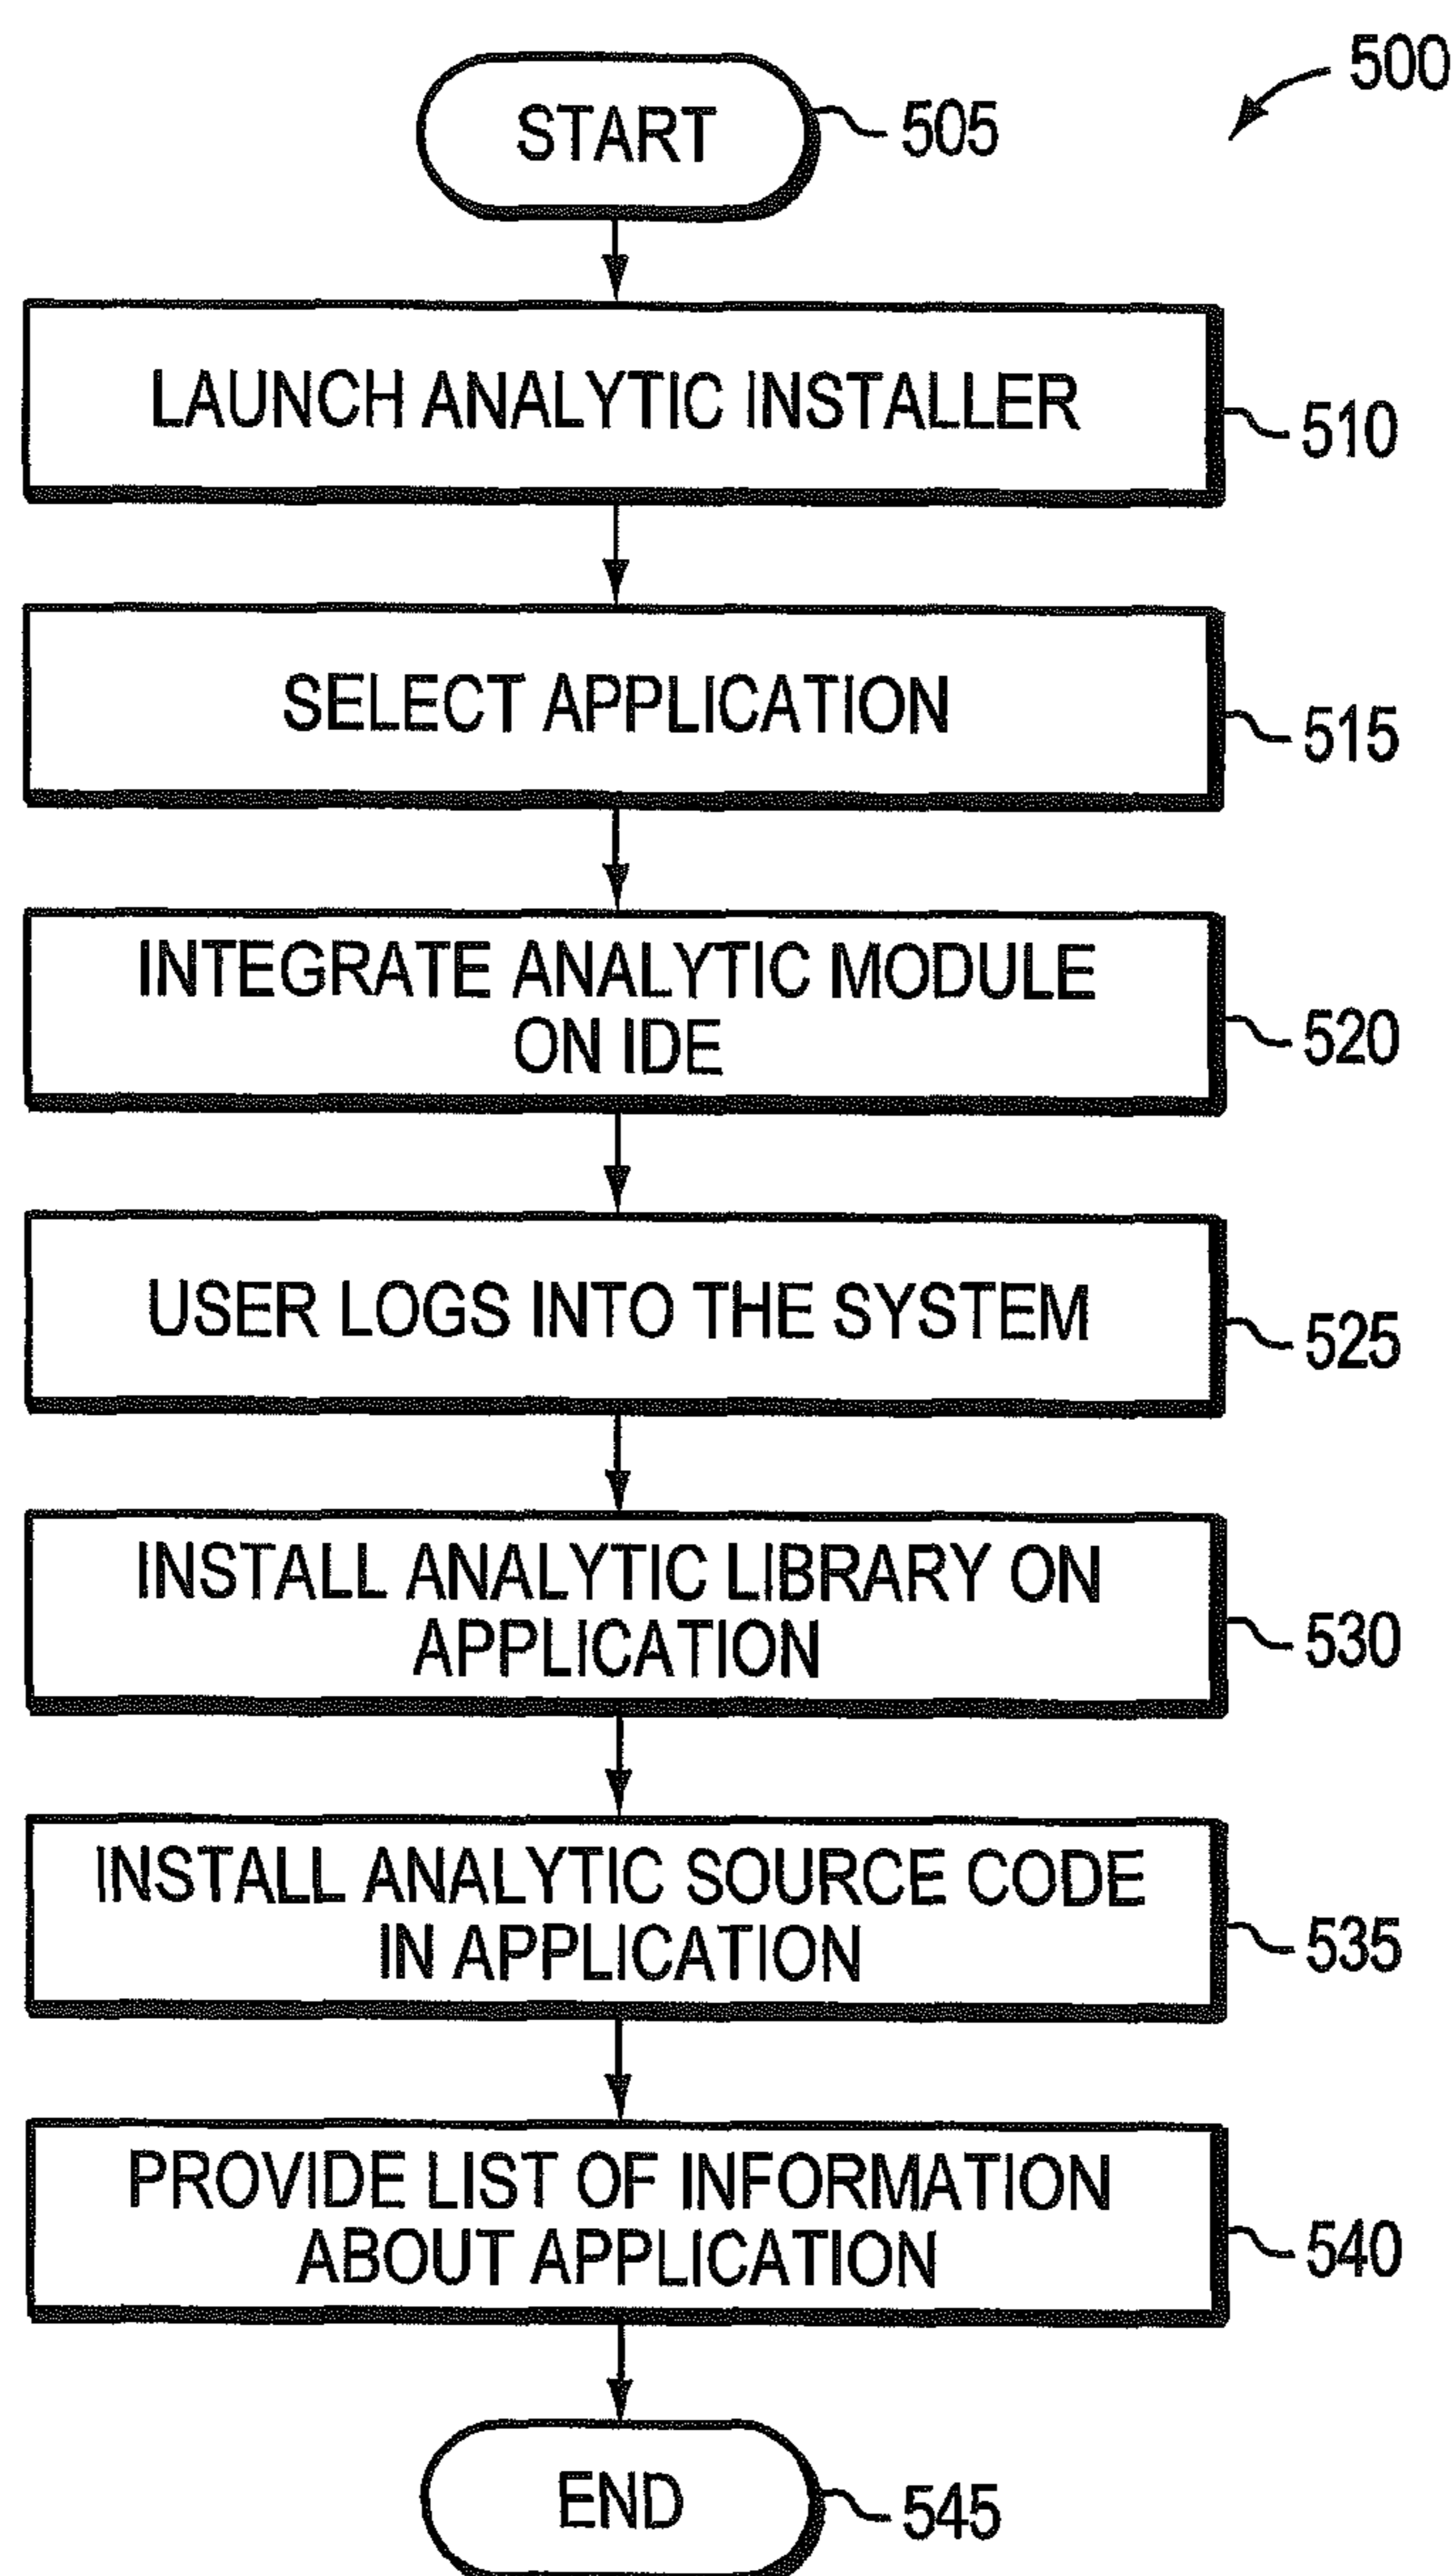 500
START
505
LAUNCH ANALYTIC INSTALLER
510
SELECT APPLICATION
515
INTEGRATE ANALYTIC MODULE
ON IDE
520
USER LOGS INTO THE SYSTEM
525
INSTALL ANALYTIC LIBRARY ON
APPLICATION
530
INSTALL ANALYTIC SOURCE CODE
IN APPLICATION
535
PROVIDE LIST OF INFORMATION
ABOUT APPLICATION
540
END
545